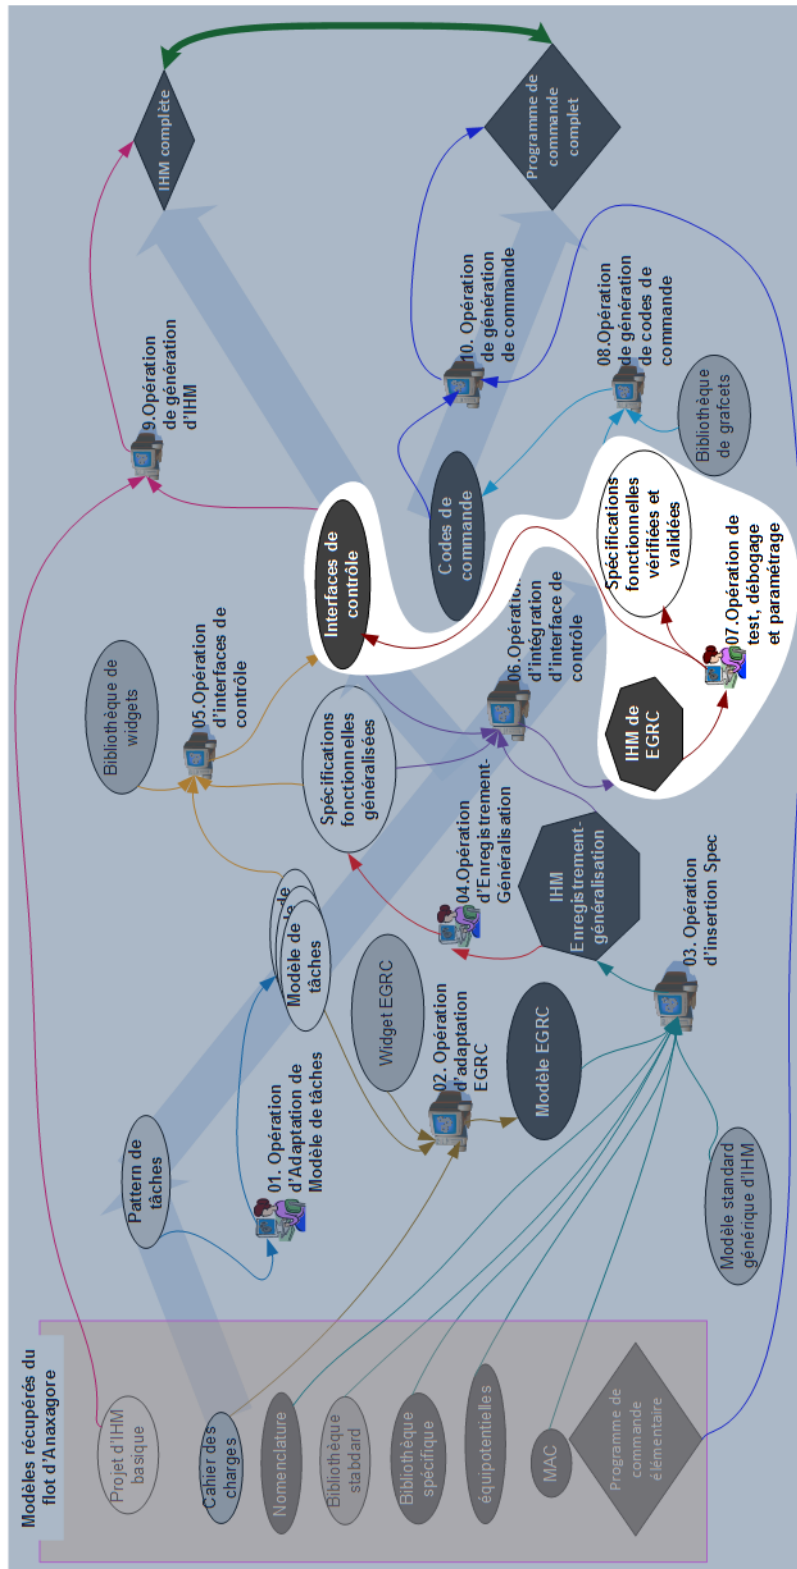 Modèles récupérés du
flot d'Anaxagore
Projet d'IHM
basique
Cahier des
charges
Nomenclature
Bibliothèque
stabdard
Bibliothèque
spécifique
équipotentielles
MAC
Programme de
commande
élémentaire
Pattern de
tâches
01. Opération
d'Adaptation de
Modèle de tâches
Modèle standard
générique d'IHM
Modèle de
tâches
Widget EGRC
02. Opération
d'adaptation
EGRC
Modèle EGRC
03. Opération
d'insertion Spec
IHM
Enregistrement-
généralisation
04.Opération
d'Enregistrement-
Généralisation
Spécifications
fonctionnelles
généralisées
Bibliothèque de
widgets
05.Opération
d'interfaces de
contrôle
Interfaces de
contrôle
06.Opération
d'intégration
d'interface de
contrôle
IHM de
EGRC
07.Opération de
test, débogage
et paramétrage
Spécifications
fonctionnelles
vérifiées et
validées
Codes de
commande
Bibliothèque
de grafcets
08.Opération
de génération
de codes de
commande
9.Opération
de génération
d'IHM
10. Opération
de génération
de commande
IHM complète
Programme de
commande
complet